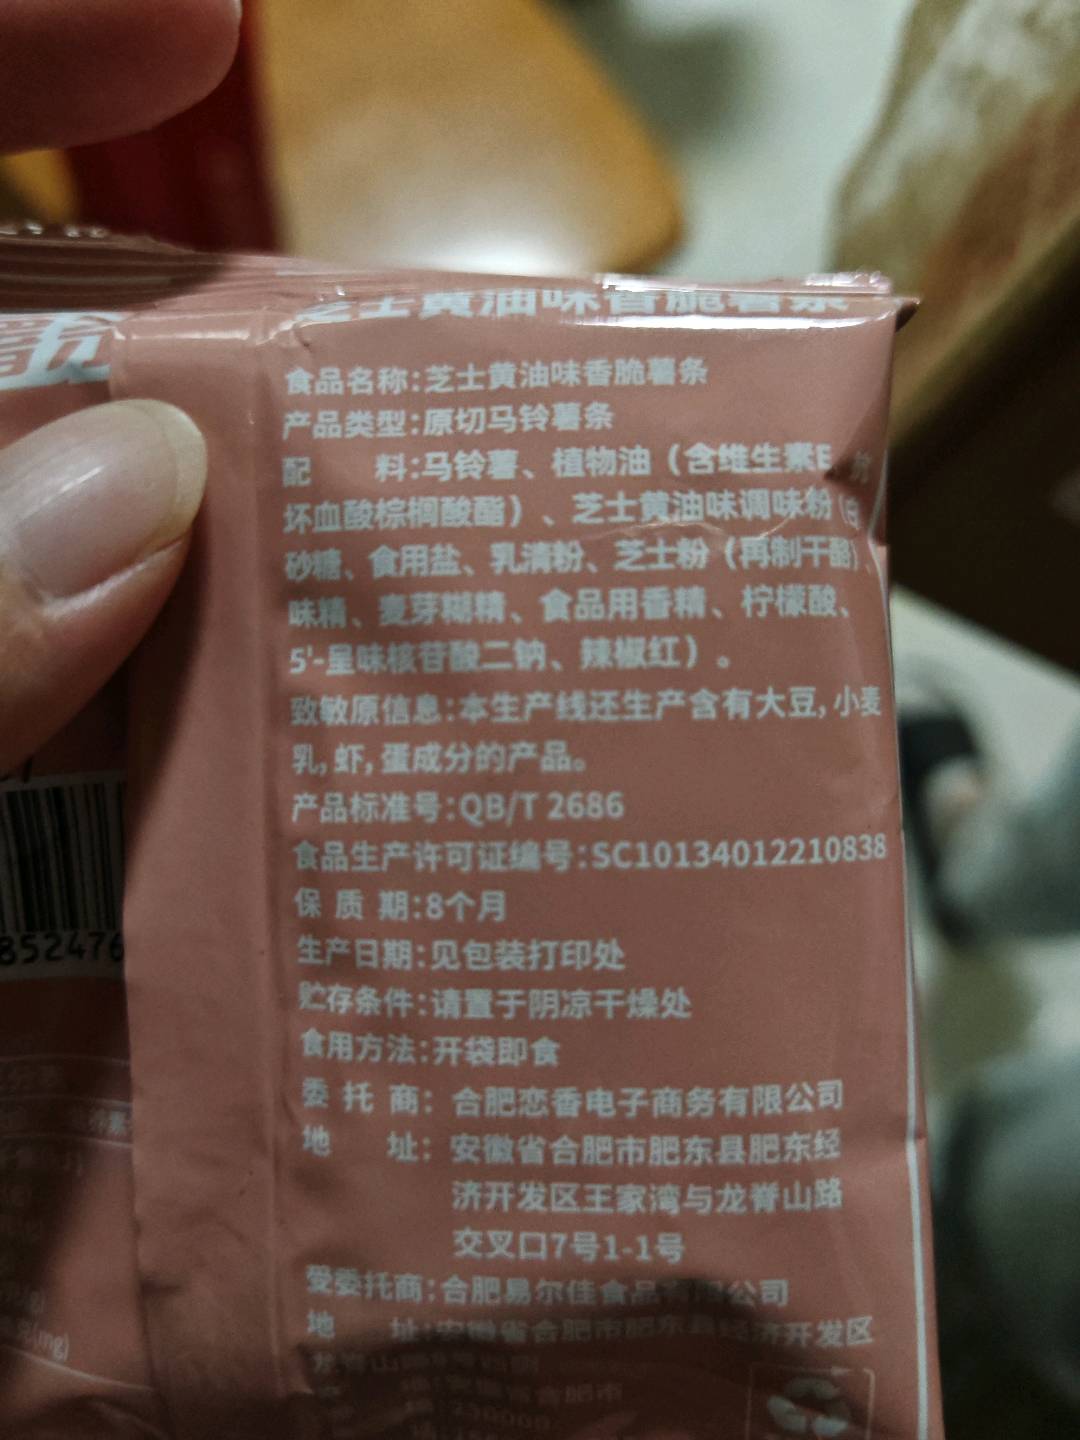 芝士黄油味香脆薯条
食品名称:芝士黄油味香脆薯条
产品类型:原切马铃薯条
配 料:马铃薯、植物油（含维生素E、抗
坏血酸棕榈酸酯）、芝士黄油味调味粉（白
砂糖、食用盐、乳清粉、芝士粉（再制干酪）、
味精、麦芽糊精、食品用香精、柠檬酸、
5'-呈味核苷酸二钠、辣椒红）。
致敏原信息:本生产线还生产含有大豆,小麦
乳,虾,蛋成分的产品。
产品标准号:QB/T 2686
食品生产许可证编号:SC10134012210838
保 质 期:8个月
生产日期:见包装打印处
贮存条件:请置于阴凉干燥处
食用方法:开袋即食
委 托 商: 合肥恋香电子商务有限公司
地 址: 安徽省合肥市肥东县肥东经
济开发区王家湾与龙脊山路
交叉口7号1-1号
受委托商:合肥易尔佳食品有限公司
地 址:安徽省合肥市肥东县经济开发区
龙脊山路
安徽省合肥市
852476